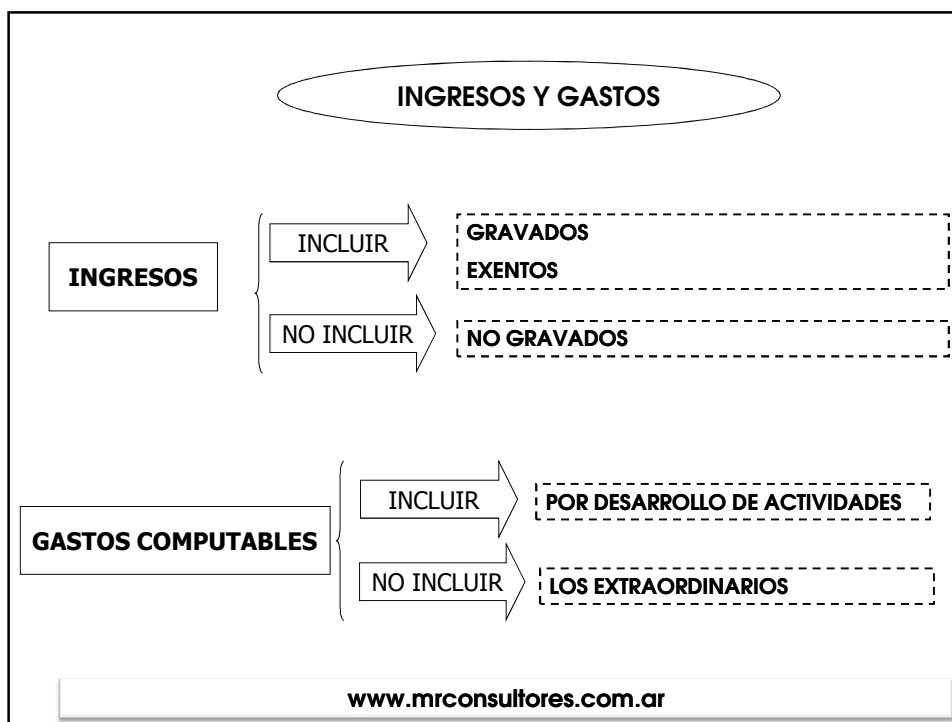 INGRESOS Y GASTOS
INGRESOS
INCLUIR
GRAVADOS
EXENTOS
NO INCLUIR
NO GRAVADOS
GASTOS COMPUTABLES
INCLUIR
POR DESARROLLO DE ACTIVIDADES
NO INCLUIR
LOS EXTRAORDINARIOS
www.mrconsultores.com.ar